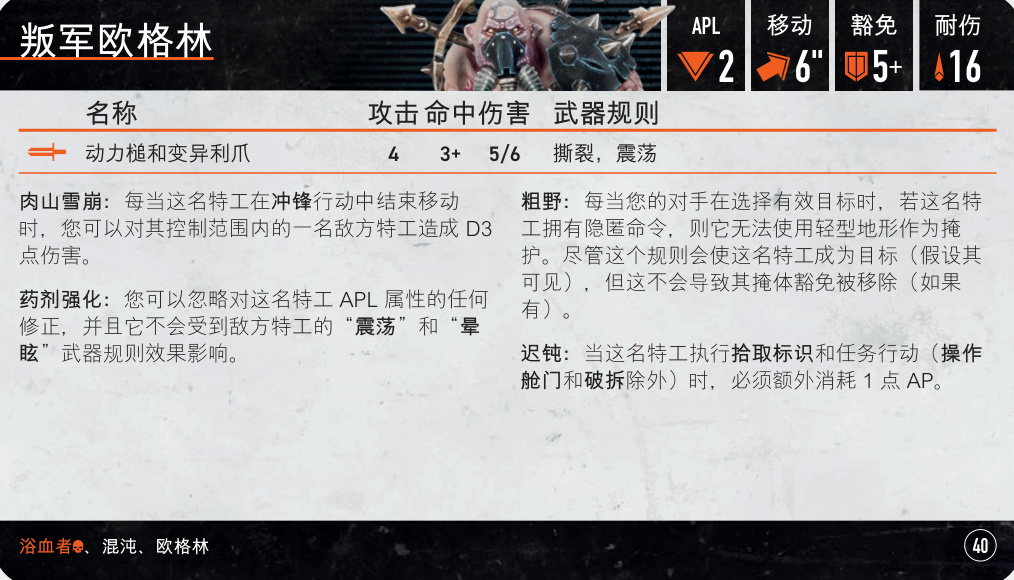 叛军欧格林
APL 移动 豁免 耐伤
2 6" 5+ 16
名称 攻击 命中 伤害 武器规则
动力槌和变异利爪 4 3+ 5/6 撕裂，震荡
肉山雪崩：每当这名特工在冲锋行动中结束移动
时，您可以对其控制范围内的一名敌方特工造成 D3
点伤害。
药剂强化：您可以忽略对这名特工 APL 属性的任何
修正，并且它不会受到敌方特工的“震荡”和“晕
眩”武器规则效果影响。
粗野：每当您的对手在选择有效目标时，若这名特
工拥有隐匿命令，则它无法使用轻型地形作为掩
护。尽管这个规则会使这名特工成为目标（假设其
可见），但这不会导致其掩体豁免被移除（如果
有）。
迟钝：当这名特工执行拾取标识和任务行动（操作
舱门和破拆除外）时，必须额外消耗 1 点 AP。
浴血者、混沌、欧格林
40